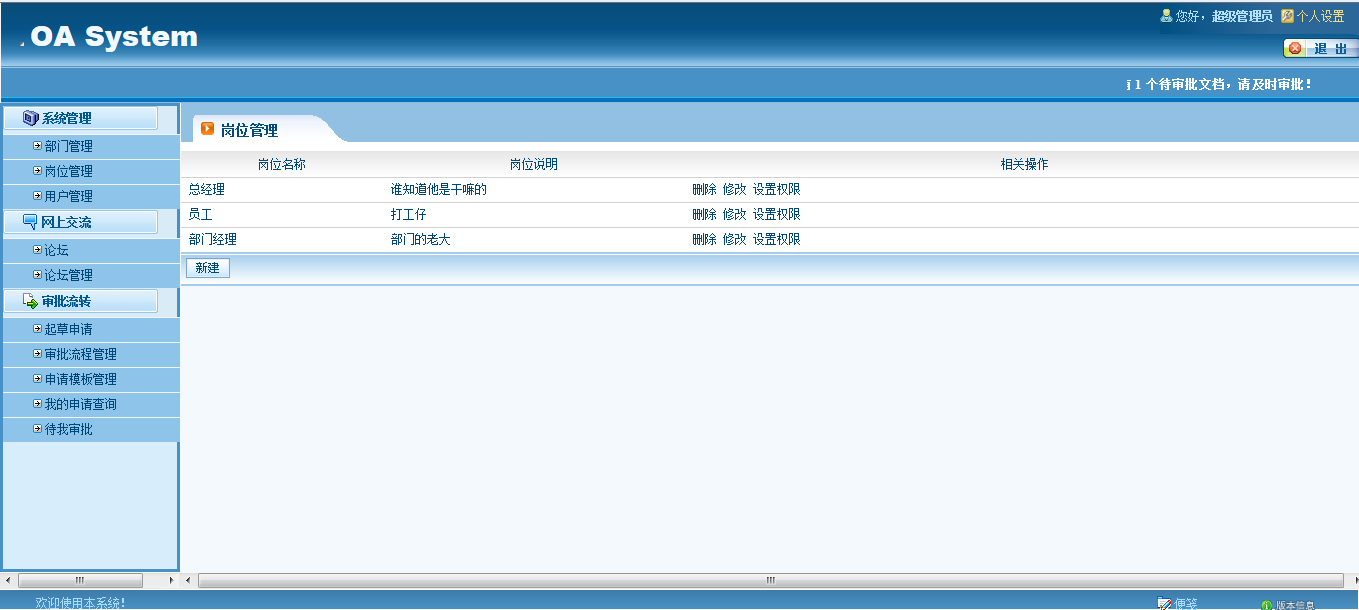 您好，超级管理员 个人设置
OA System
退 出
1 个待审批文档，请及时审批！
系统管理
部门管理
岗位管理
用户管理
网上交流
论坛
论坛管理
审批流转
起草申请
审批流程管理
申请模板管理
我的申请查询
待我审批
岗位管理
岗位名称 岗位说明 相关操作
总经理 谁知道他是干嘛的 删除 修改 设置权限
员工 打工仔 删除 修改 设置权限
部门经理 部门的老大 删除 修改 设置权限
新建
欢迎使用本系统！ 便笺 版本信息